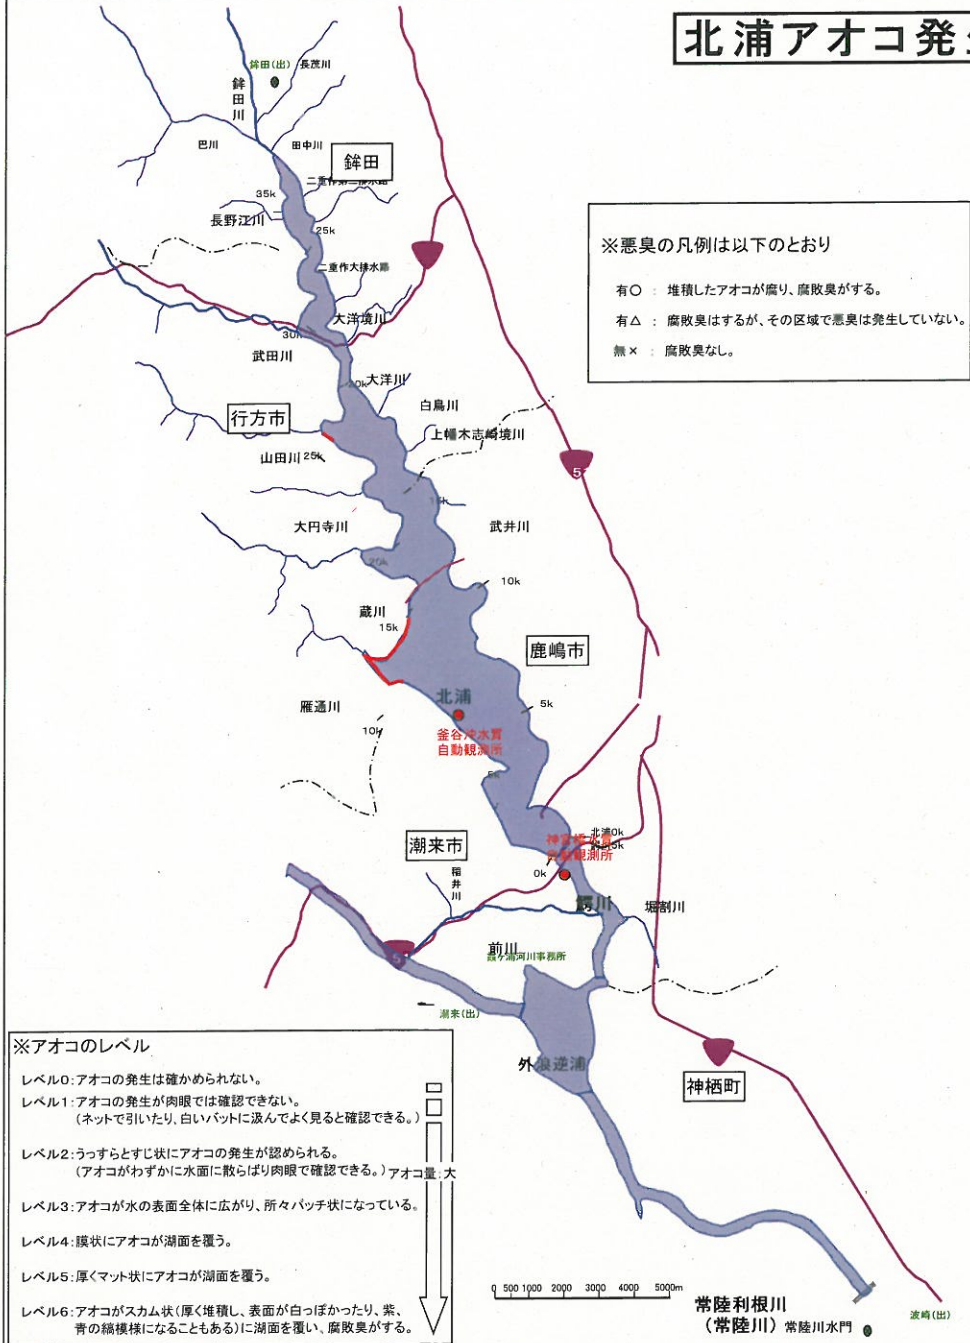 北浦アオコ発
鉾田(出)
長茂川
鉾田川
巴川
田中川
鉾田
35k
長野江川
25k
二重作大排水路
大洋境川
30k
武田川
大洋川
白鳥川
行方市
上幡木志崎境川
山田川
25k
5
15k
大円寺川
武井川
20k
10k
蔵川
15k
鹿嶋市
北浦
雁通川
5k
10k
釜谷沖水質
自動観測所
5k
潮来市
北浦0k
神宮橋水質
自動観測所
5k
0k
稲井川
鰐川
堀割川
前川
霞ヶ浦河川事務所
5
潮来(出)
外浪逆浦
神栖町
※悪臭の凡例は以下のとおり
有○ : 堆積したアオコが腐り、腐敗臭がする。
有△ : 腐敗臭はするが、その区域で悪臭は発生していない。
無× : 腐敗臭なし。
※アオコのレベル
レベル0:アオコの発生は確かめられない。
レベル1:アオコの発生が肉眼では確認できない。
(ネットで引いたり、白いバットに汲んでよく見ると確認できる。)
レベル2:うっすらとすじ状にアオコの発生が認められる。
(アオコがわずかに水面に散らばり肉眼で確認できる。)
アオコ量:大
レベル3:アオコが水の表面全体に広がり、所々パッチ状になっている。
レベル4:膜状にアオコが湖面を覆う。
レベル5:厚くマット状にアオコが湖面を覆う。
レベル6:アオコがスカム状(厚く堆積し、表面が白っぽかったり、紫、
青の縞模様になることもある)に湖面を覆い、腐敗臭がする。
0 500 1000 2000 3000 4000 5000m
常陸利根川
(常陸川)
常陸川水門
波崎(出)